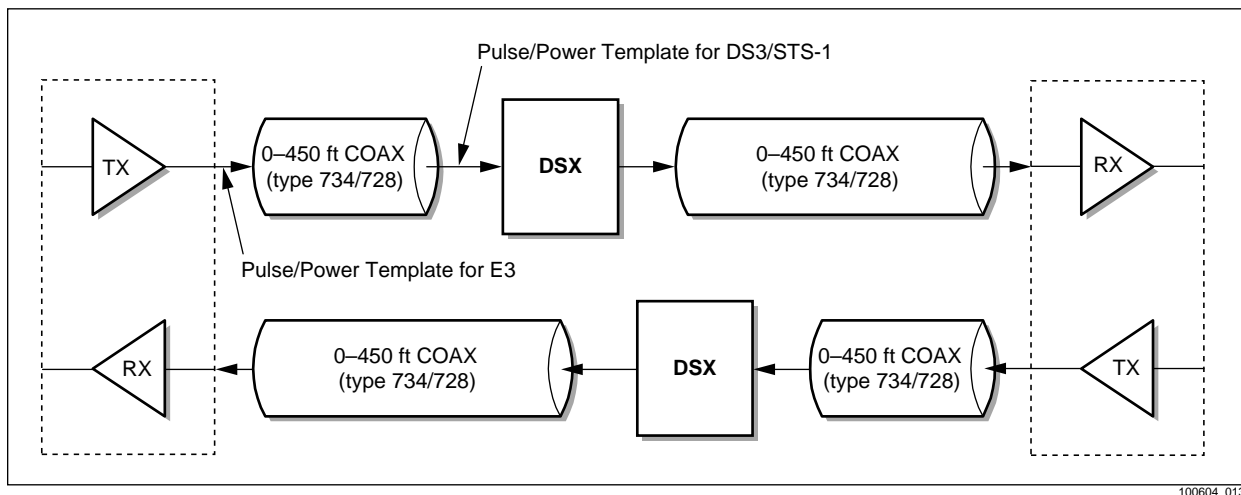 Pulse/Power Template for DS3/STS-1
TX
0–450 ft COAX
(type 734/728)
DSX
0–450 ft COAX
(type 734/728)
RX
Pulse/Power Template for E3
RX
0–450 ft COAX
(type 734/728)
DSX
0–450 ft COAX
(type 734/728)
TX